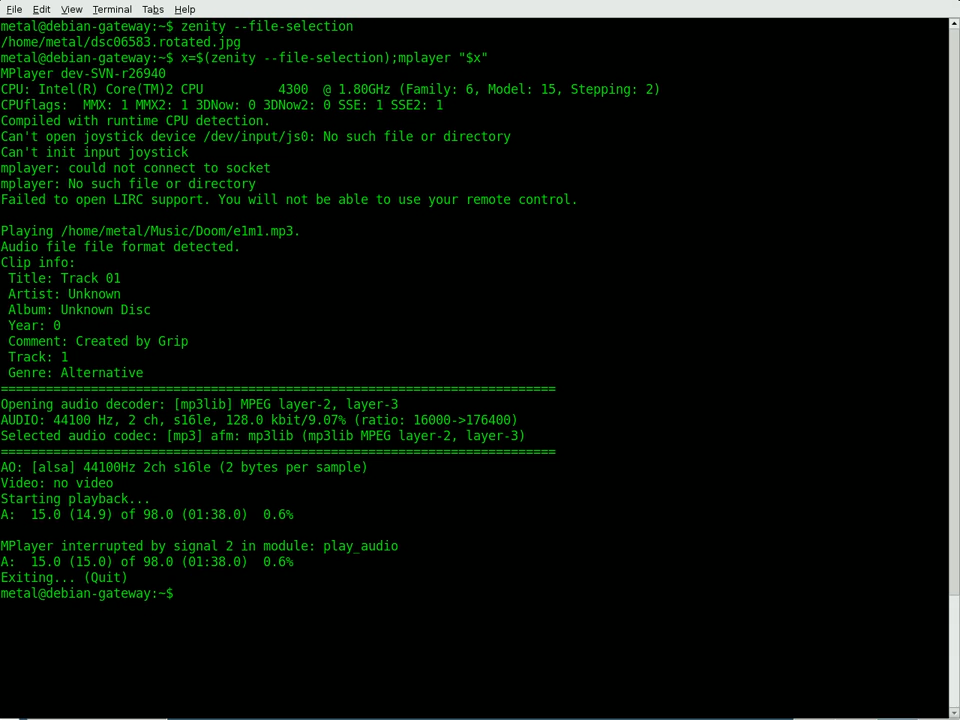 File Edit View Terminal Tabs Help
metal@debian-gateway:~$ zenity --file-selection
/home/metal/dsc06583.rotated.jpg
metal@debian-gateway:~$ x=$(zenity --file-selection);mplayer "$x"
MPlayer dev-SVN-r26940
CPU: Intel(R) Core(TM)2 CPU          4300  @ 1.80GHz (Family: 6, Model: 15, Stepping: 2)
CPUflags:  MMX: 1 MMX2: 1 3DNow: 0 3DNow2: 0 SSE: 1 SSE2: 1
Compiled with runtime CPU detection.
Can't open joystick device /dev/input/js0: No such file or directory
Can't init input joystick
mplayer: could not connect to socket
mplayer: No such file or directory
Failed to open LIRC support. You will not be able to use your remote control.

Playing /home/metal/Music/Doom/e1m1.mp3.
Audio file file format detected.
Clip info:
 Title: Track 01
 Artist: Unknown
 Album: Unknown Disc
 Year: 0
 Comment: Created by Grip
 Track: 1
 Genre: Alternative
==========================================================================
Opening audio decoder: [mp3lib] MPEG layer-2, layer-3
AUDIO: 44100 Hz, 2 ch, s16le, 128.0 kbit/9.07% (ratio: 16000->176400)
Selected audio codec: [mp3] afm: mp3lib (mp3lib MPEG layer-2, layer-3)
==========================================================================
AO: [alsa] 44100Hz 2ch s16le (2 bytes per sample)
Video: no video
Starting playback...
A:  15.0 (14.9) of 98.0 (01:38.0)  0.6%

MPlayer interrupted by signal 2 in module: play_audio
A:  15.0 (15.0) of 98.0 (01:38.0)  0.6%
Exiting... (Quit)
metal@debian-gateway:~$